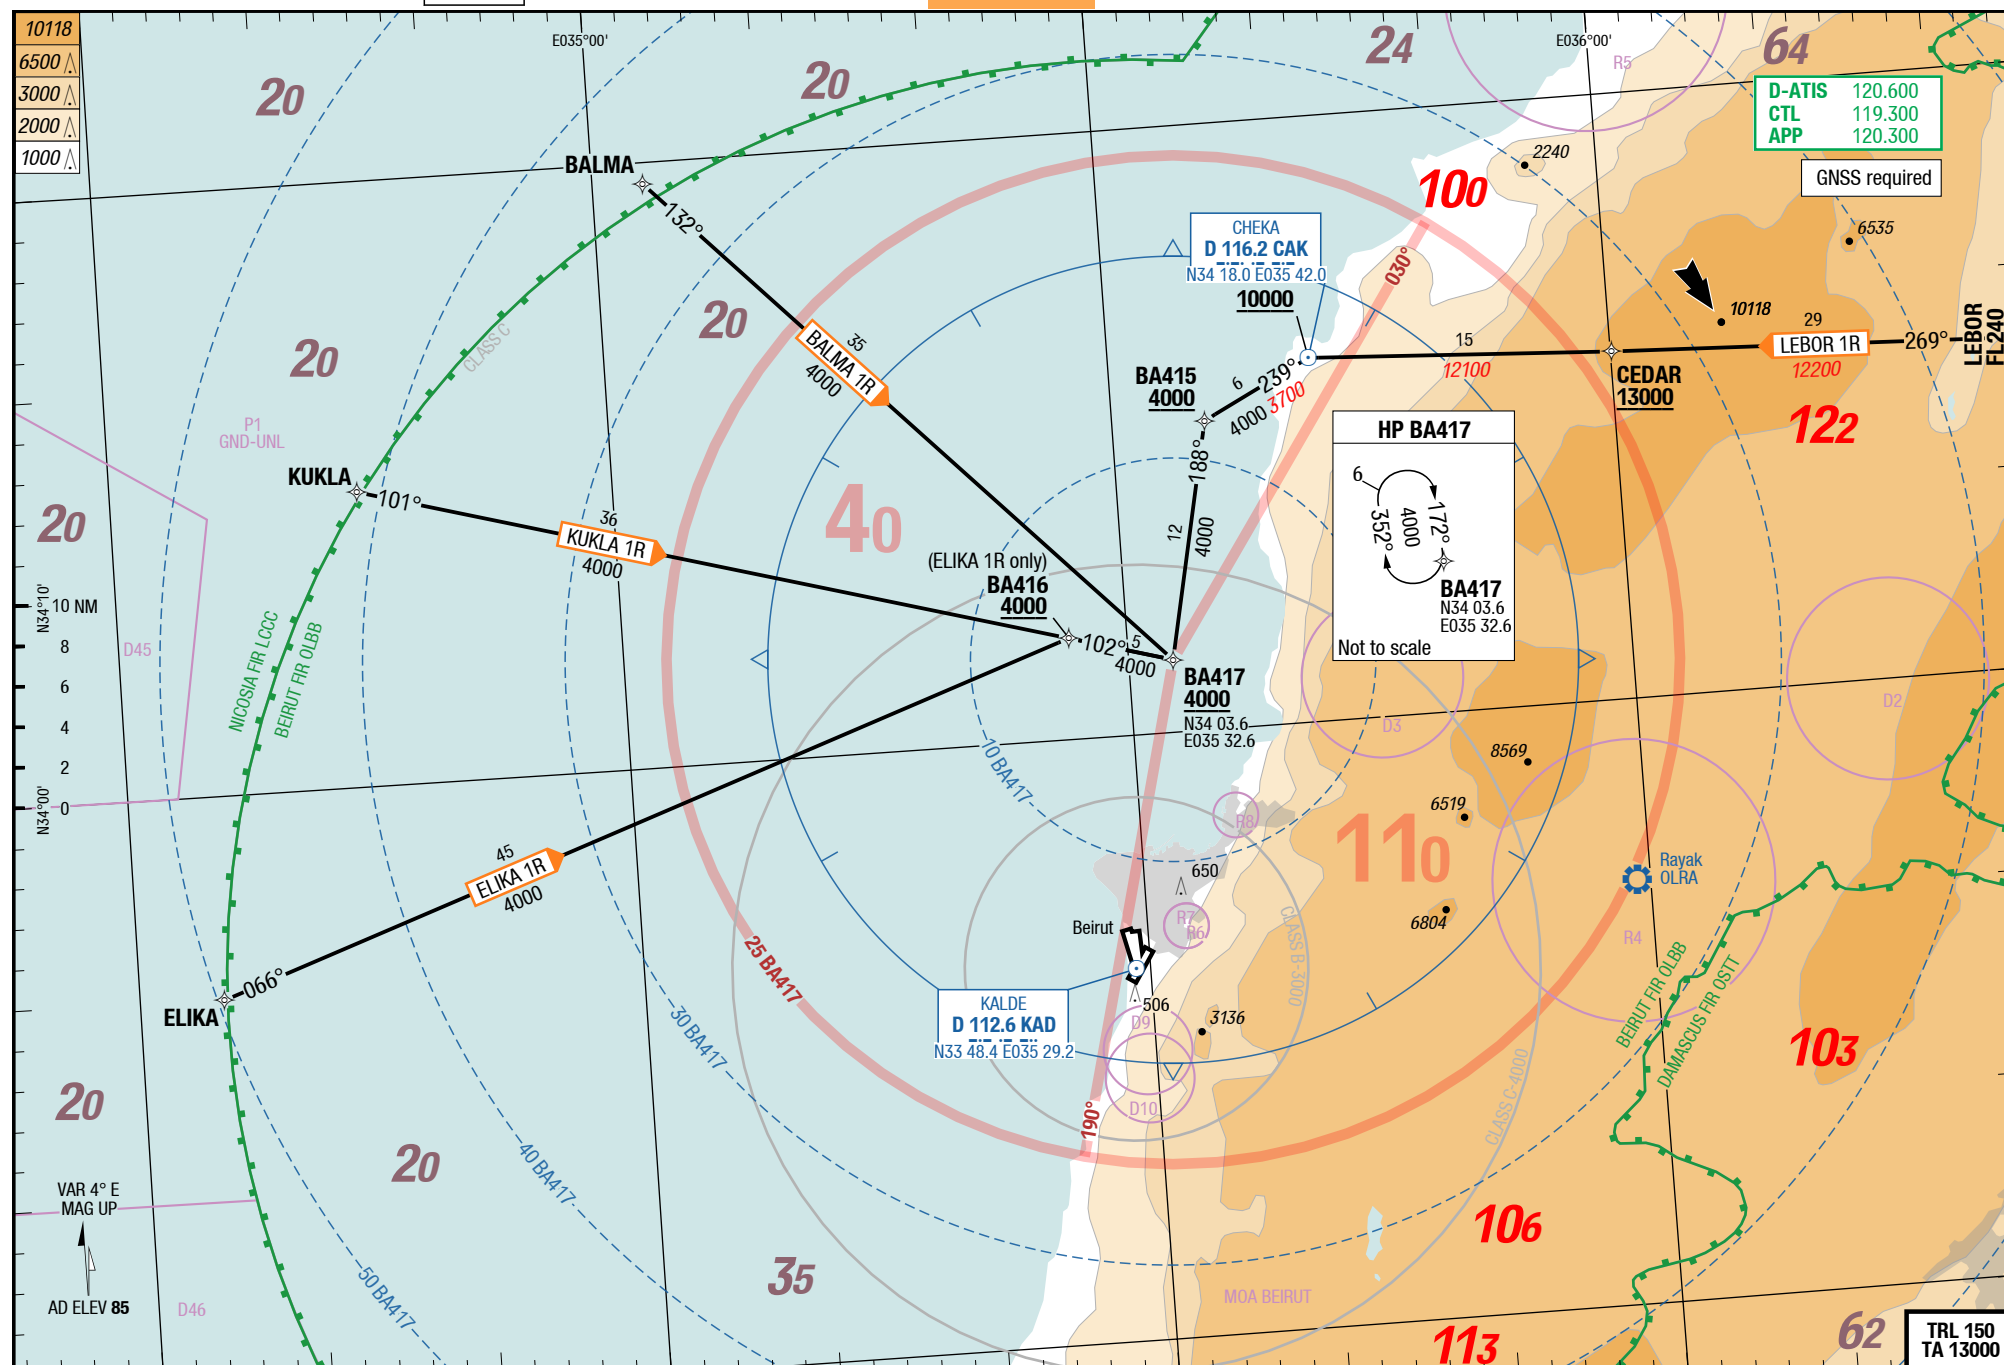 10118
6500
3000
2000
1000
E035°00'
E036°00'
20
20
24
64
R5
D-ATIS 120.600
CTL 119.300
APP 120.300
GNSS required
BALMA
132°
2240
100
6535
CHEKA
D 116.2 CAK
N34 18.0 E035 42.0
10000
030°
10118
20
20
CLASS C
35
BALMA 1R
4000
15
12100
29
LEBOR 1R
12200
269°
LEBOR
FL240
CEDAR
13000
BA415
4000
6
239°
4000
3700
122
P1
GND-UNL
KUKLA
101°
36
KUKLA 1R
4000
40
188°
12
4000
HP BA417
6
172°
4000
352°
BA417
N34 03.6
E035 32.6
Not to scale
20
(ELIKA 1R only)
BA416
4000
102°
5
4000
BA417
4000
N34 03.6
E035 32.6
N34°10'
10 NM
8
6
4
2
0
N34°00'
D45
NICOSIA FIR LCCC
BEIRUT FIR OLBB
D3
D2
10 BA417
8569
6519
R8
110
Rayak
OLRA
650
R7
R6
6804
R4
45
ELIKA 1R
4000
066°
ELIKA
Beirut
25 BA417
CLASS B-3000
KALDE
D 112.6 KAD
N33 48.4 E035 29.2
506
D9
3136
D10
30 BA417
BEIRUT FIR OLBB
DAMASCUS FIR OSTT
103
20
20
190°
CLASS C-4000
40 BA417
VAR 4° E
MAG UP
AD ELEV 85
D46
50 BA417
35
106
MOA BEIRUT
113
62
TRL 150
TA 13000